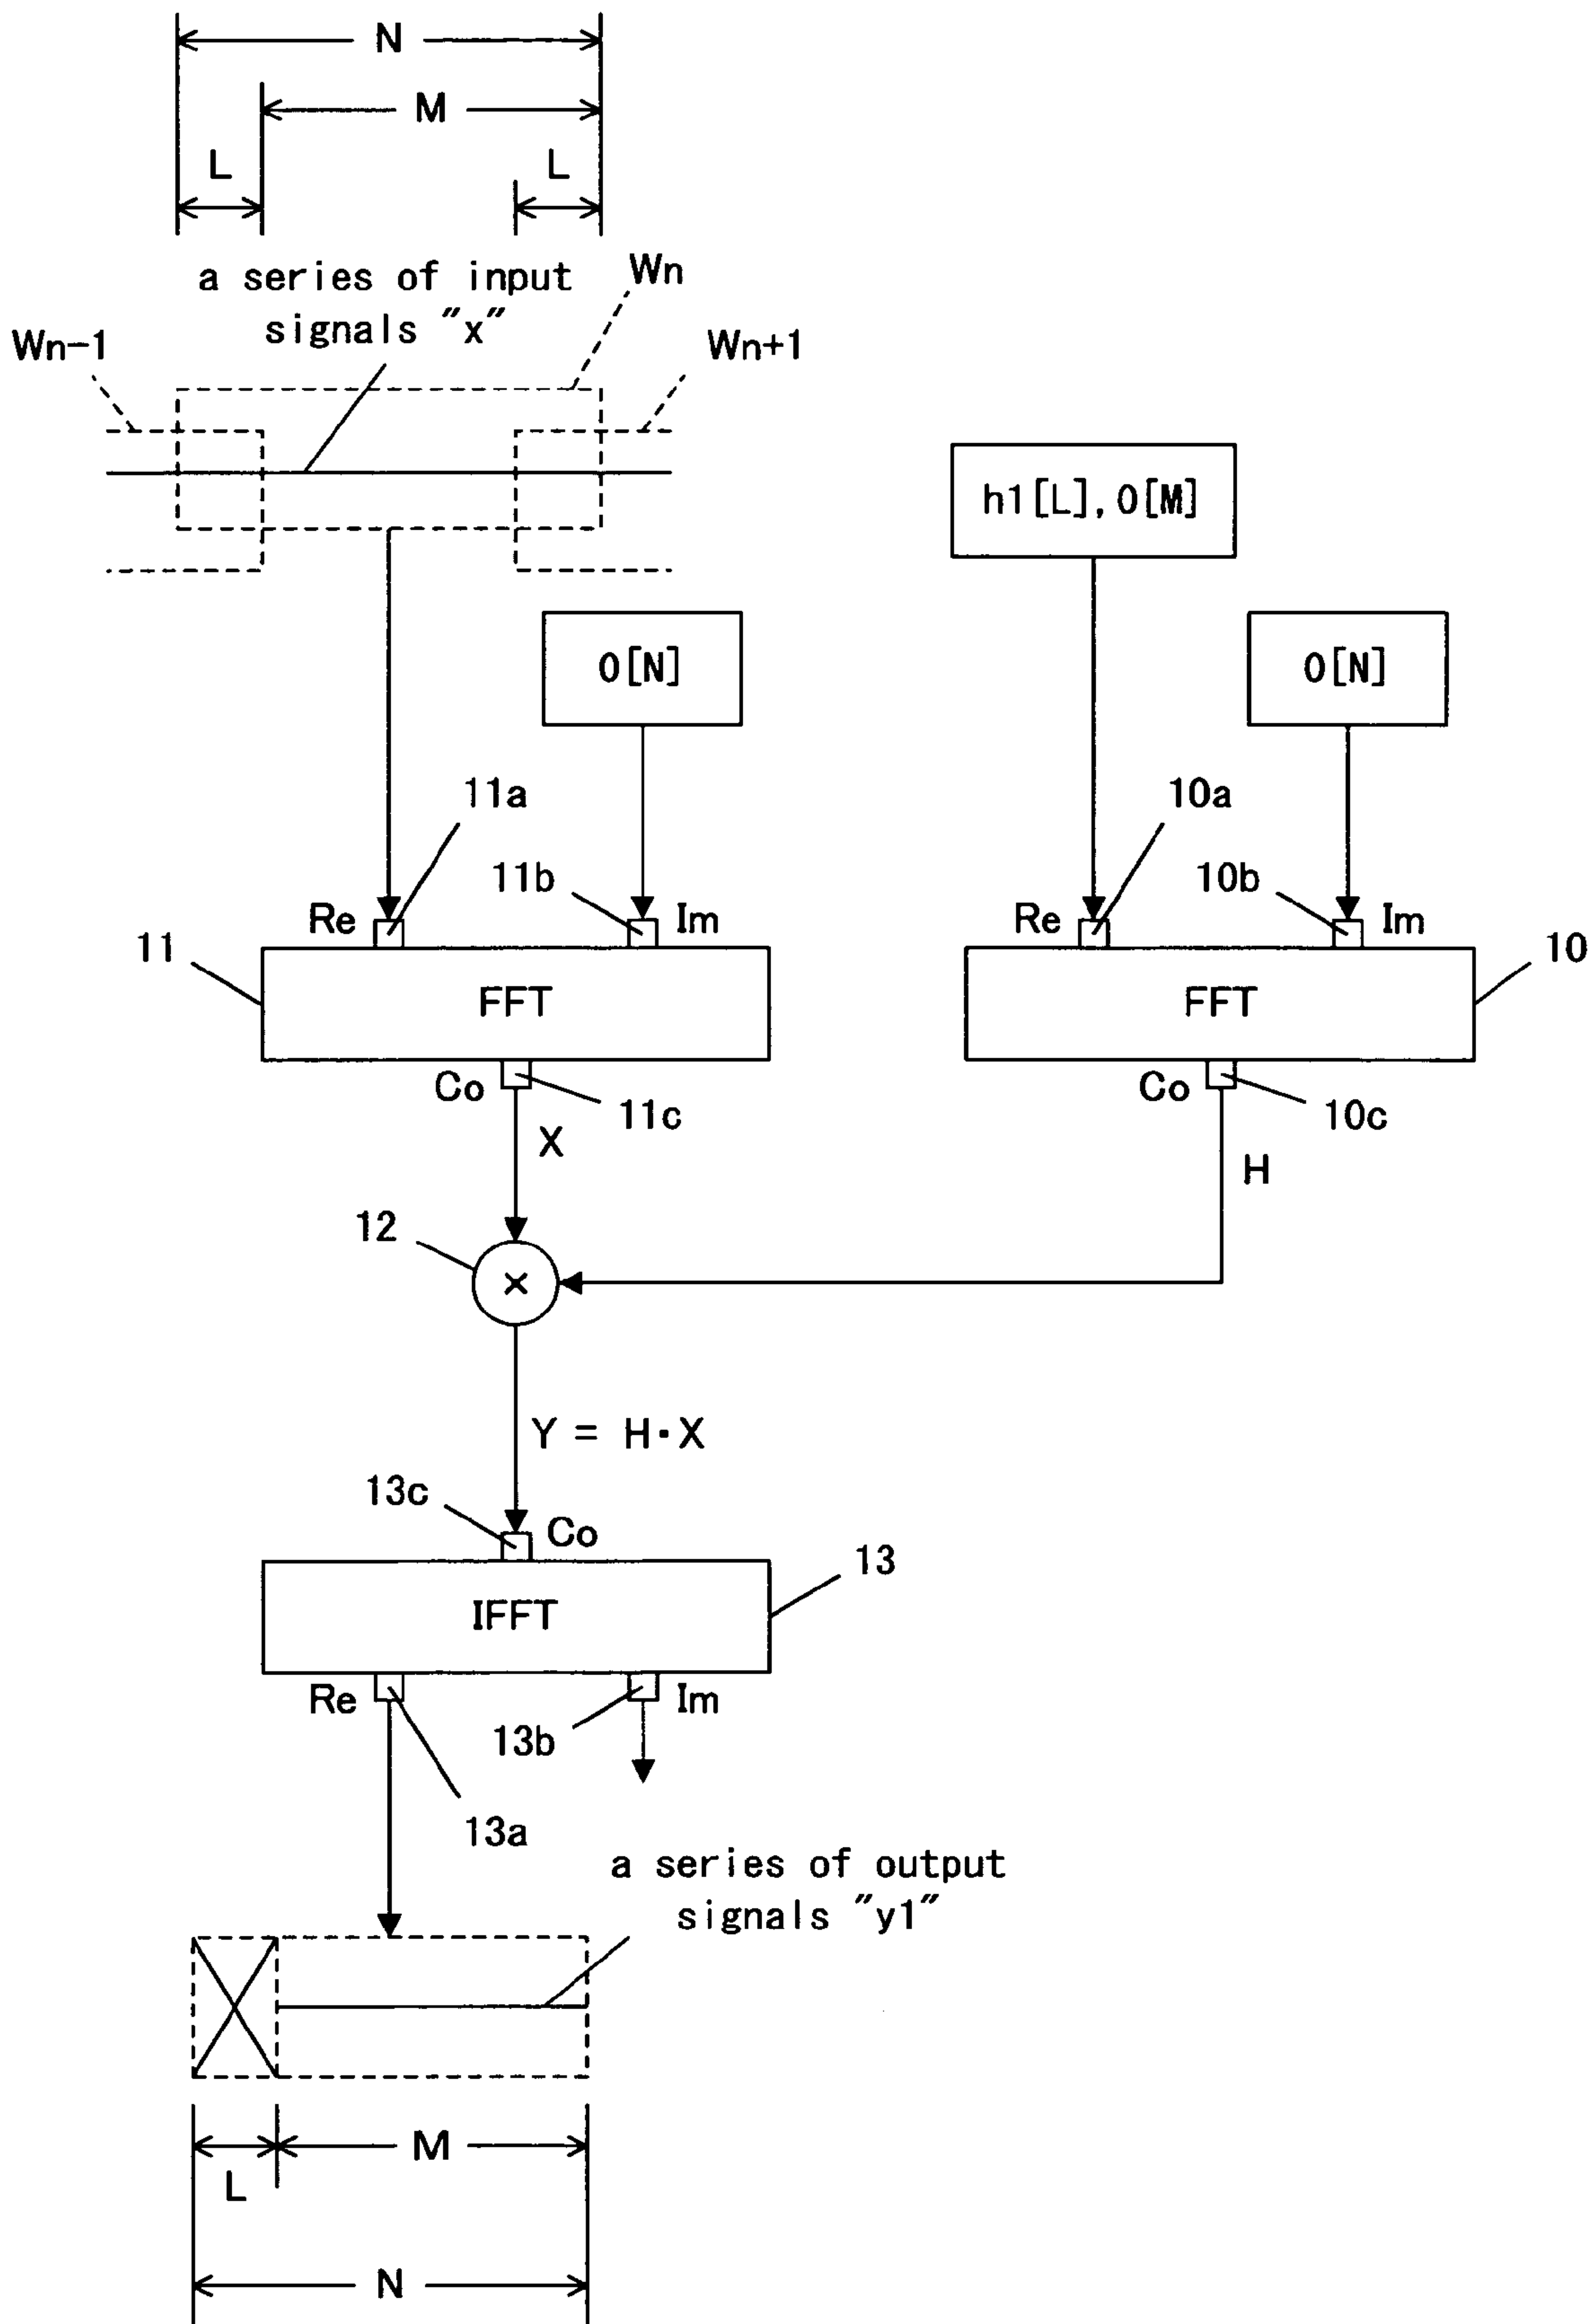 N
M
L
L
a series of input
signals "x"
Wn
Wn-1
Wn+1
h1[L],0[M]
0[N]
0[N]
11a
10a
11b
10b
Re
Im
Re
Im
11
10
FFT
FFT
Co
11c
Co
10c
X
H
12
×
Y = H·X
13c
Co
13
IFFT
Re
Im
13b
13a
a series of output
signals "y1"
M
L
N